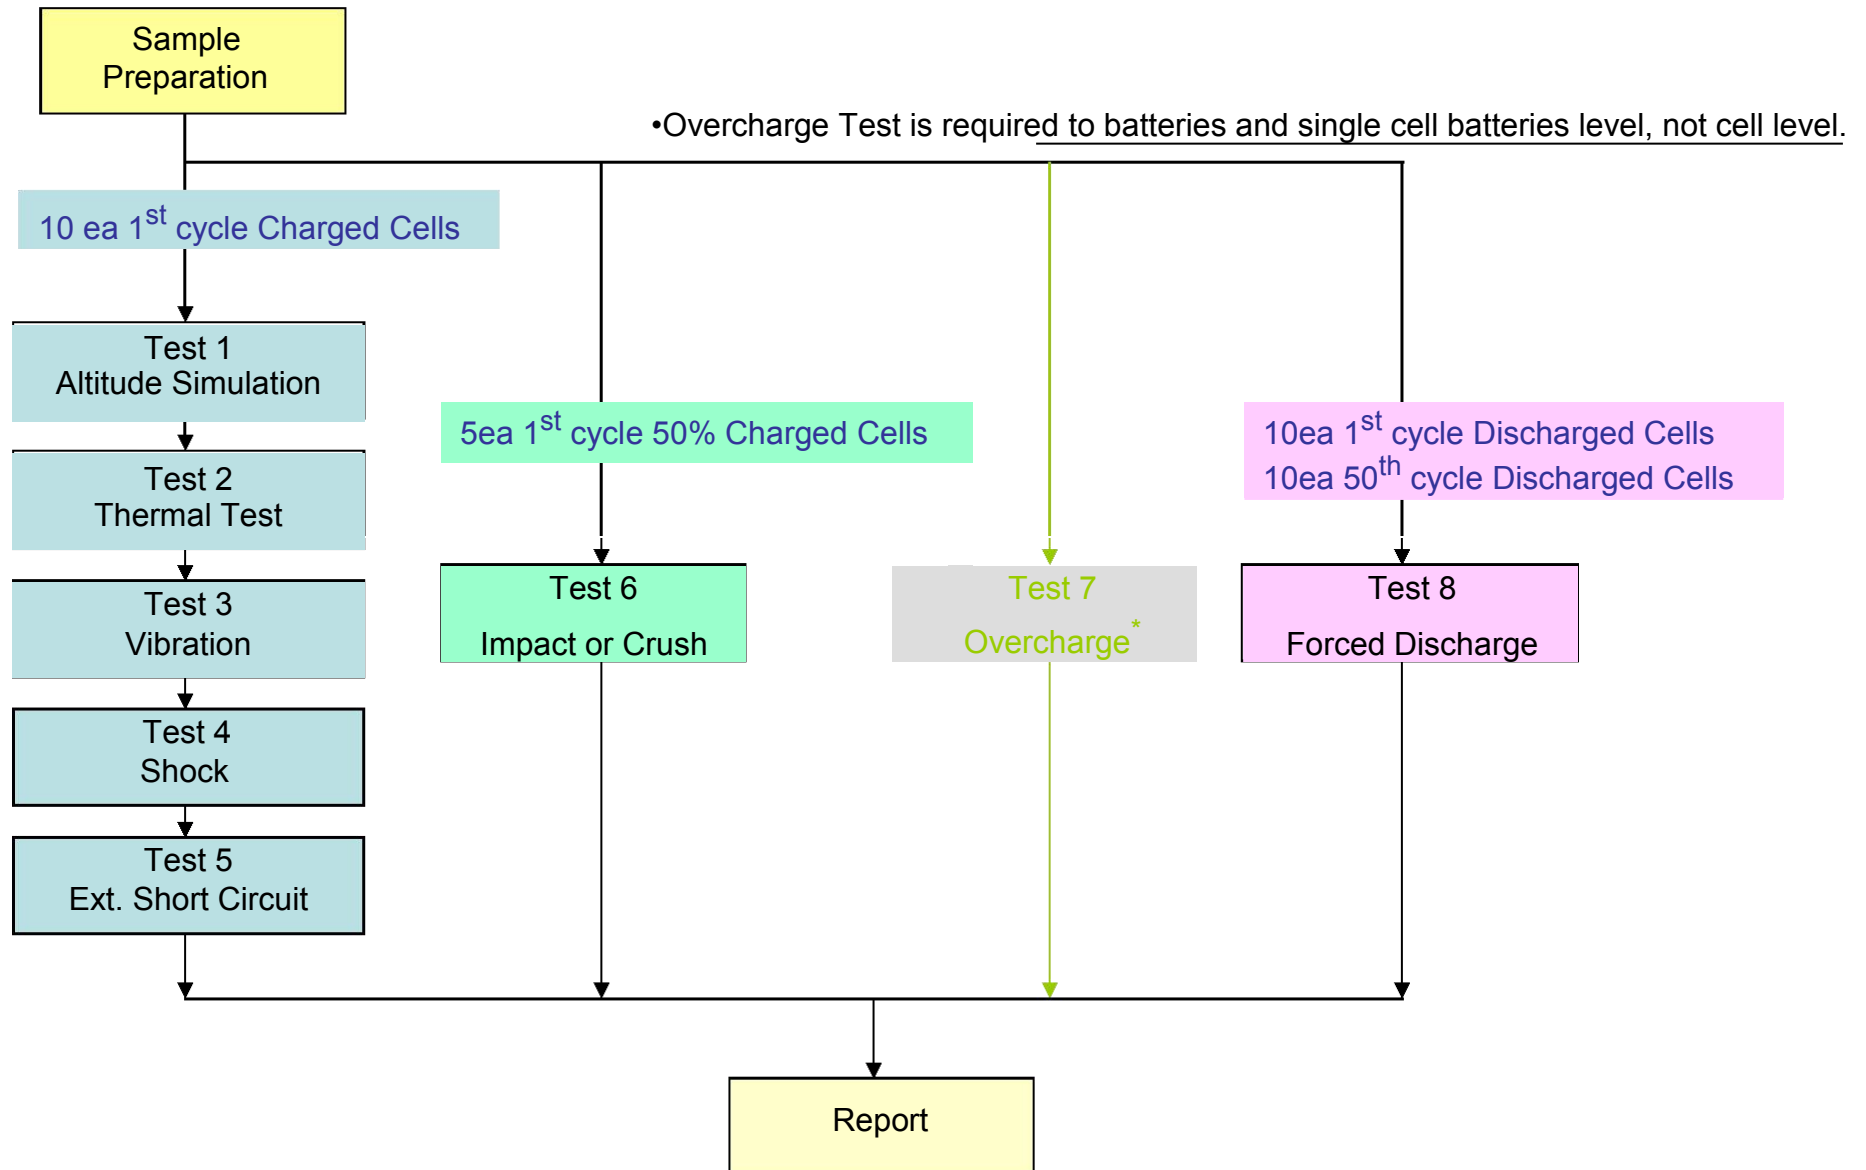 Sample
Preparation
•Overcharge Test is required to batteries and single cell batteries level, not cell level.
10 ea 1st cycle Charged Cells
Test 1
Altitude Simulation
Test 2
Thermal Test
Test 3
Vibration
Test 4
Shock
Test 5
Ext. Short Circuit
5ea 1st cycle 50% Charged Cells
Test 6
Impact or Crush
Test 7
Overcharge*
10ea 1st cycle Discharged Cells
10ea 50th cycle Discharged Cells
Test 8
Forced Discharge
Report